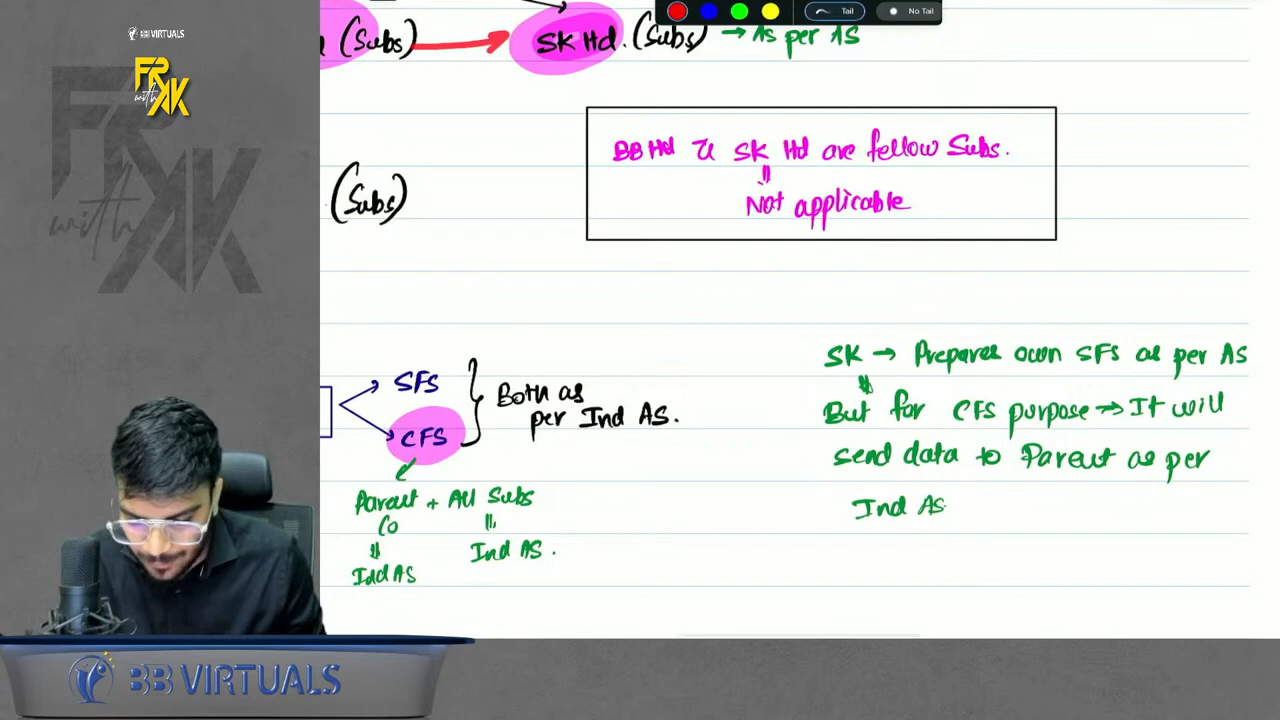 BB VIRTUALS
FR
with
AK
Tail
No Tail
(Subs)
SK Hd. (Subs) → As per AS
BB Hd & SK Hd are fellow Subs.
Not applicable
(Subs)
SFS
CFS
Both as
per Ind AS.
Parent + All Subs
Co
Ind AS.
Ind AS
SK → Prepares own SFS as per AS
But for CFS purpose → It will
send data to Parent as per
Ind AS
BB VIRTUALS